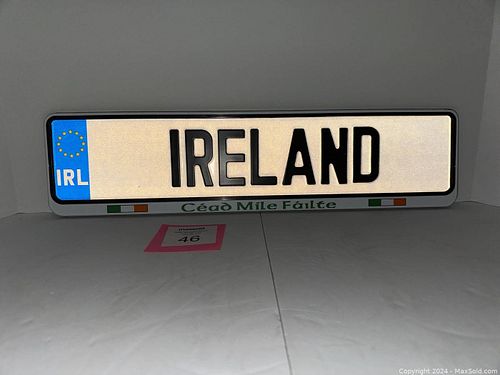 IRELAND
IRL
Céad Míle Fáilte
46
Copyright 2024 - MaxSold.com